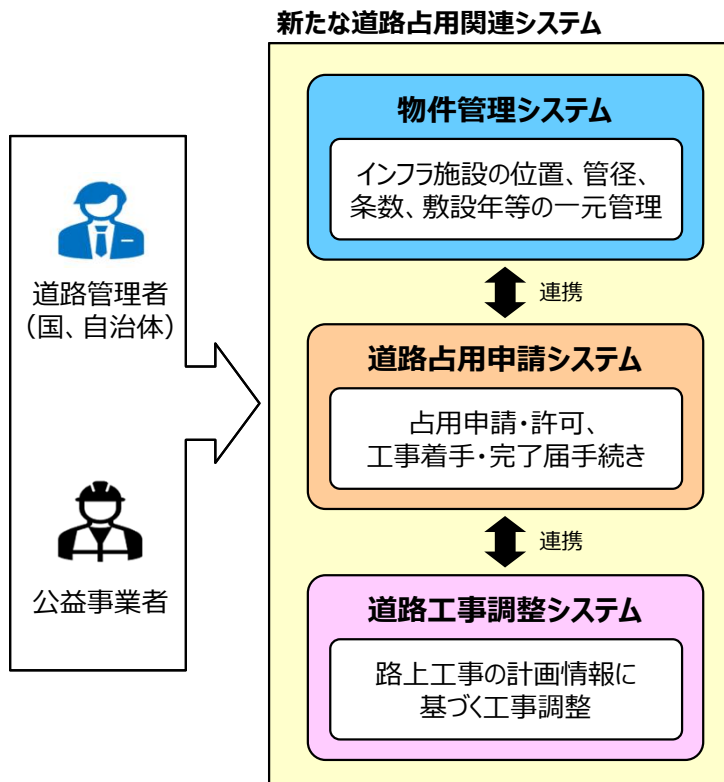 新たな道路占用関連システム
物件管理システム
インフラ施設の位置、管径、
条数、敷設年等の一元管理
連携
道路管理者
（国、自治体）
道路占用申請システム
占用申請・許可、
工事着手・完了届手続き
連携
公益事業者
道路工事調整システム
路上工事の計画情報に
基づく工事調整